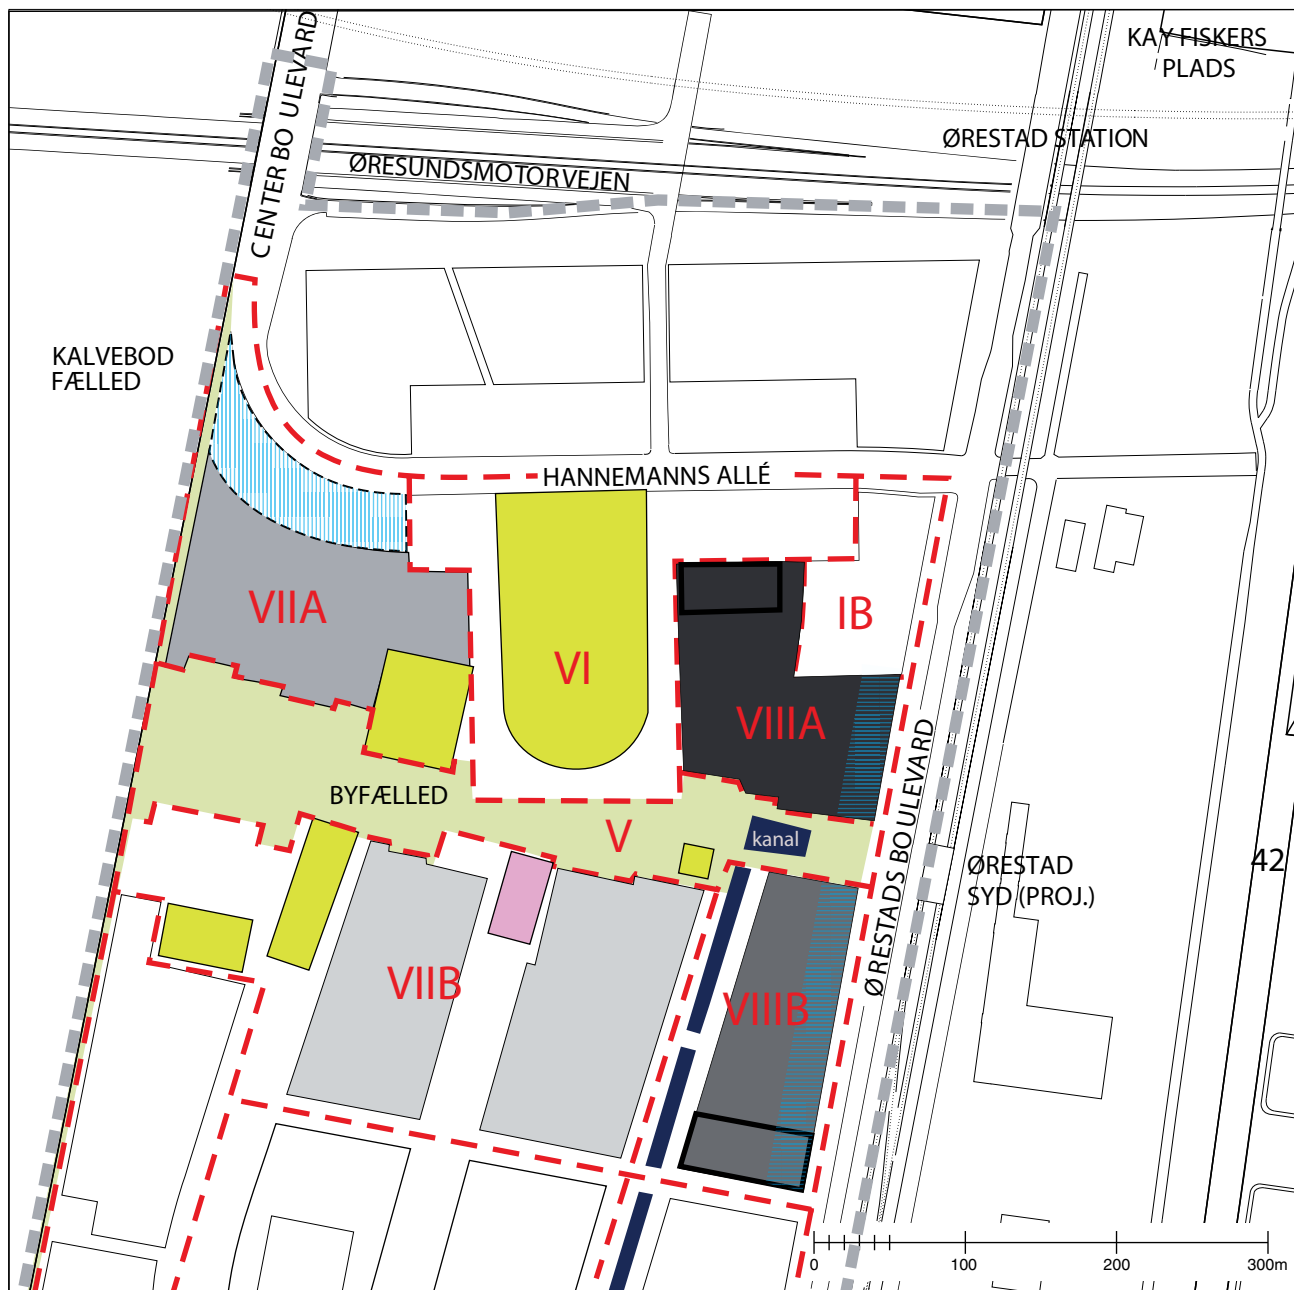 KAY FISKERS
PLADS
CENTER BOULEVARD
ØRESTAD STATION
ØRESUNDSMOTORVEJEN
KALVEBOD
FÆLLED
HANNEMANNS ALLÉ
VIIA
IB
VI
VIIIA
ØRESTADS BOULEVARD
BYFÆLLED
V
kanal
ØRESTAD
SYD (PROJ.)
42
VIIB
VIIIB
0 100 200 300m